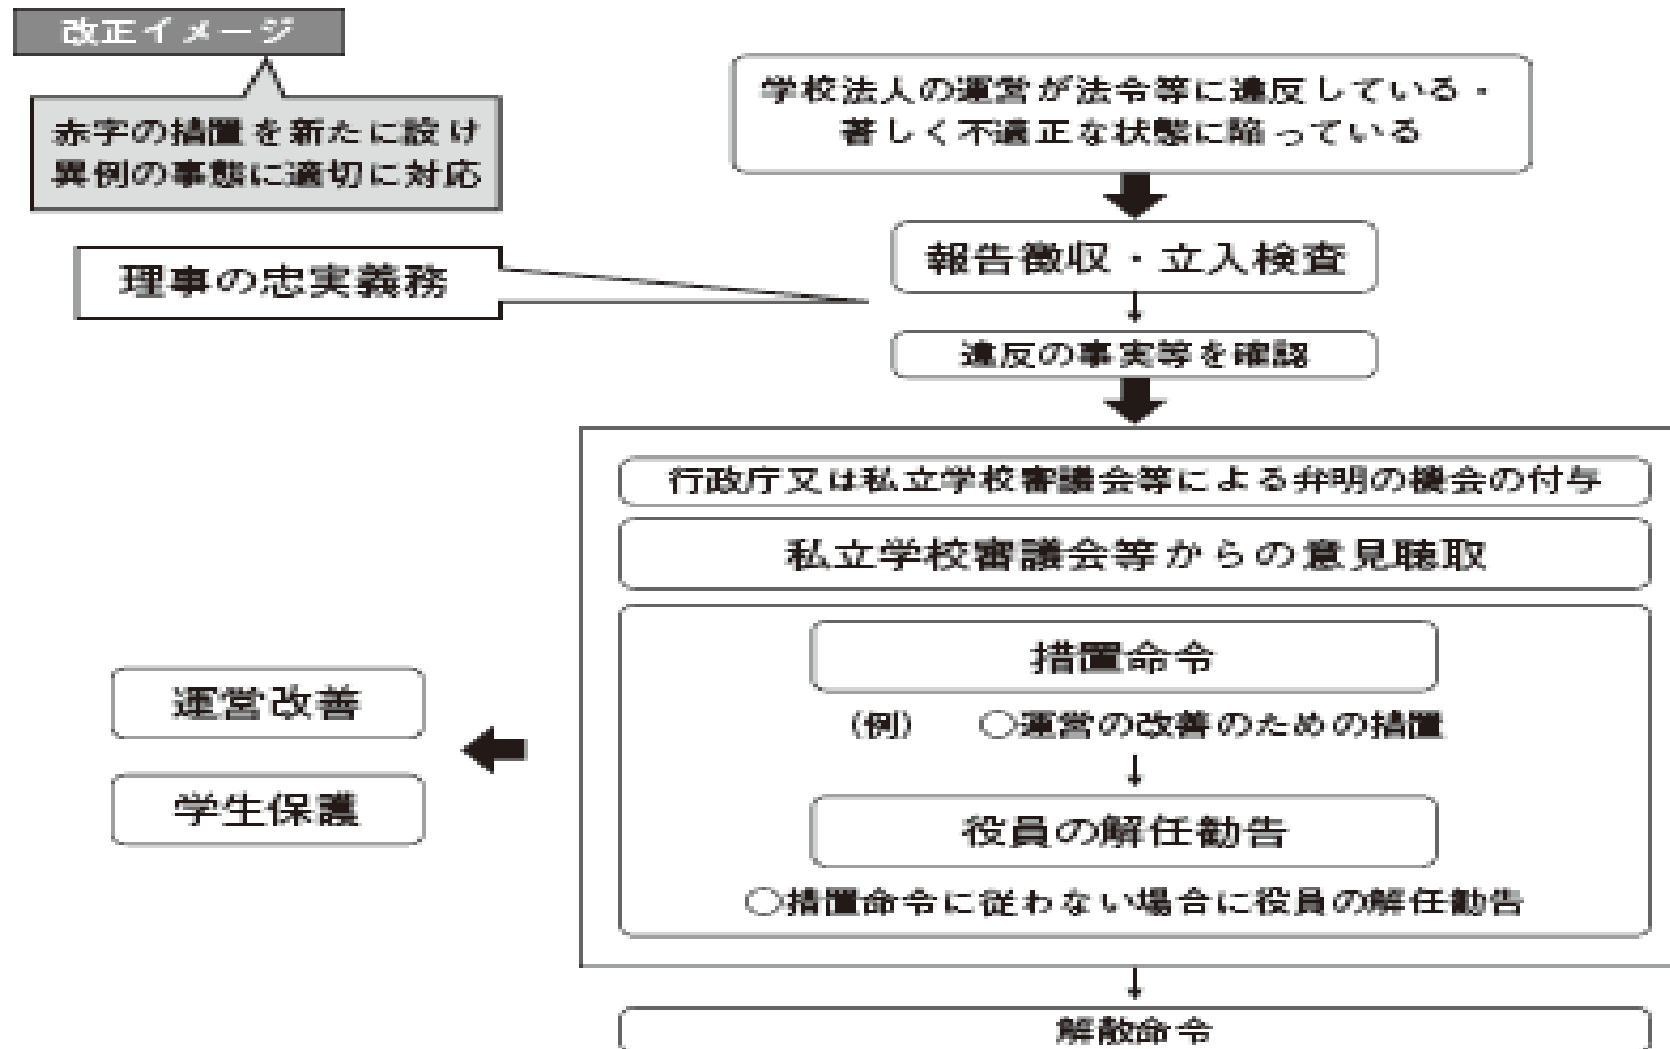 改正イメージ
赤字の措置を新たに設け
異例の事態に適切に対応
学校法人の運営が法令等に違反している・
著しく不適正な状態に陥っている
報告徴収・立入検査
理事の忠実義務
違反の事実等を確認
行政庁又は私立学校審議会等による弁明の機会の付与
私立学校審議会等からの意見聴取
措置命令
(例) ○運営の改善のための措置
役員の解任勧告
○措置命令に従わない場合に役員の解任勧告
運営改善
学生保護
解散命令